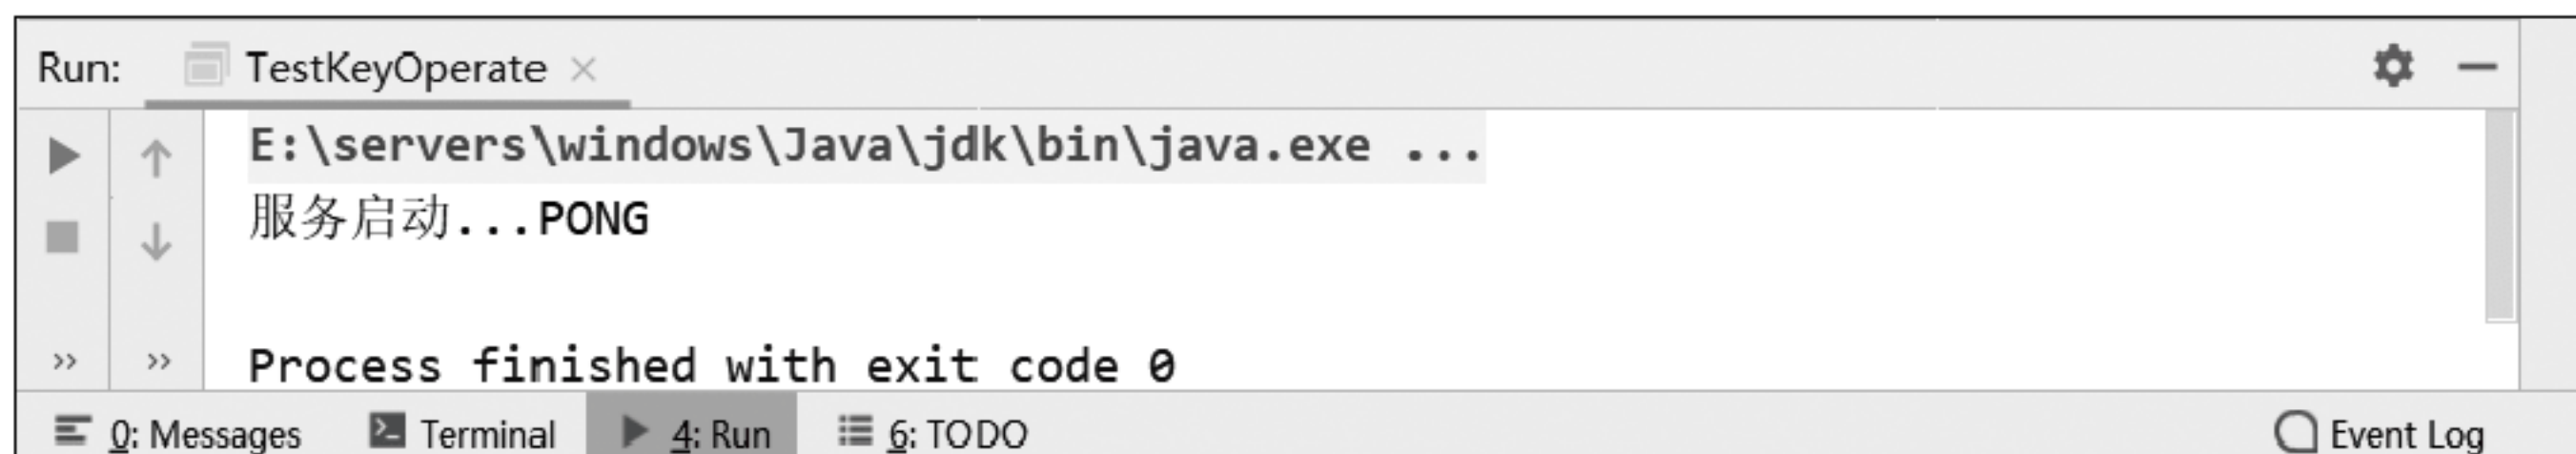 Run: TestKeyOperate
E:\servers\windows\Java\jdk\bin\java.exe ...
服务启动...PONG
Process finished with exit code 0
0: Messages Terminal 4: Run 6: TODO Event Log